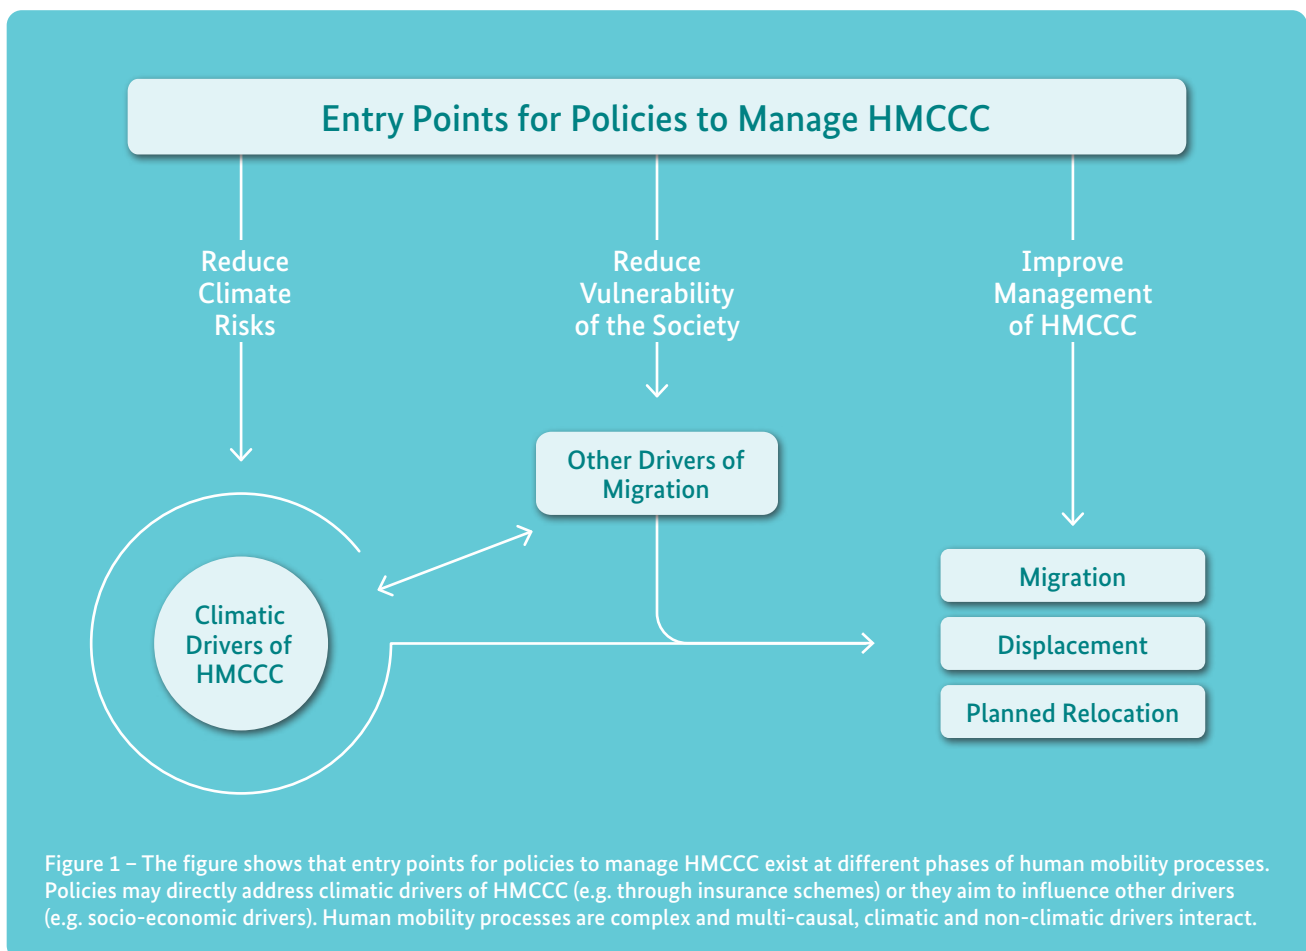 Entry Points for Policies to Manage HMCCC
Reduce
Climate
Risks
Reduce
Vulnerability
of the Society
Improve
Management
of HMCCC
Other Drivers of
Migration
Climatic
Drivers of
HMCCC
Migration
Displacement
Planned Relocation
Figure 1 – The figure shows that entry points for policies to manage HMCCC exist at different phases of human mobility processes.
Policies may directly address climatic drivers of HMCCC (e.g. through insurance schemes) or they aim to influence other drivers
(e.g. socio-economic drivers). Human mobility processes are complex and multi-causal, climatic and non-climatic drivers interact.